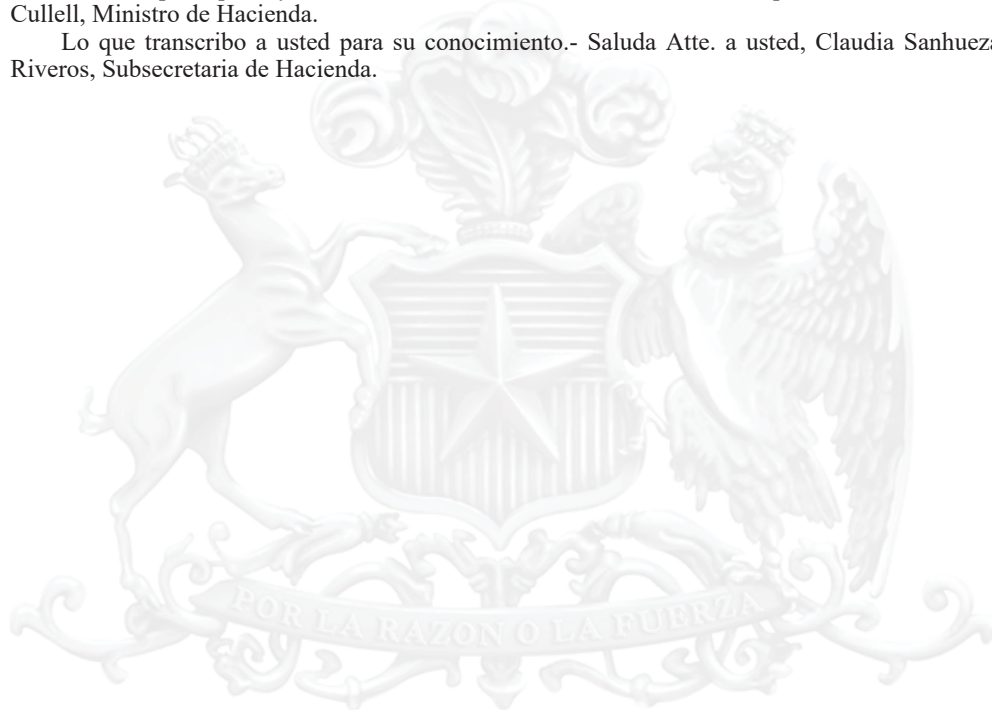 Cullell, Ministro de Hacienda.
Lo que transcribo a usted para su conocimiento.- Saluda Atte. a usted, Claudia Sanhueza
Riveros, Subsecretaria de Hacienda.
POR LA RAZON O LA FUERZA